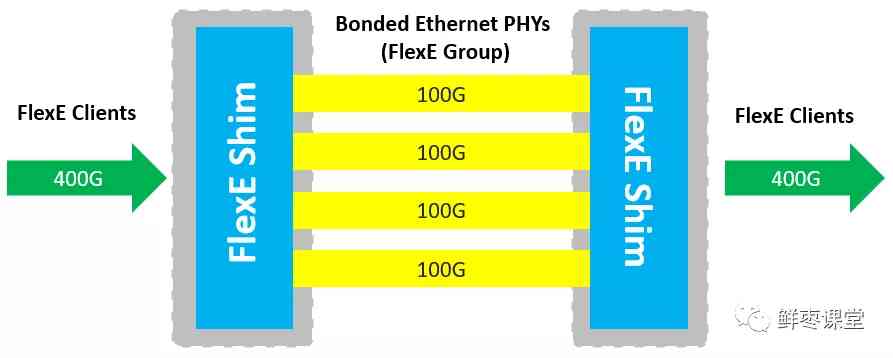 Bonded Ethernet PHYs
(FlexE Group)
FlexE Clients
400G
FlexE Shim
100G
100G
100G
100G
FlexE Shim
FlexE Clients
400G
鲜枣课堂